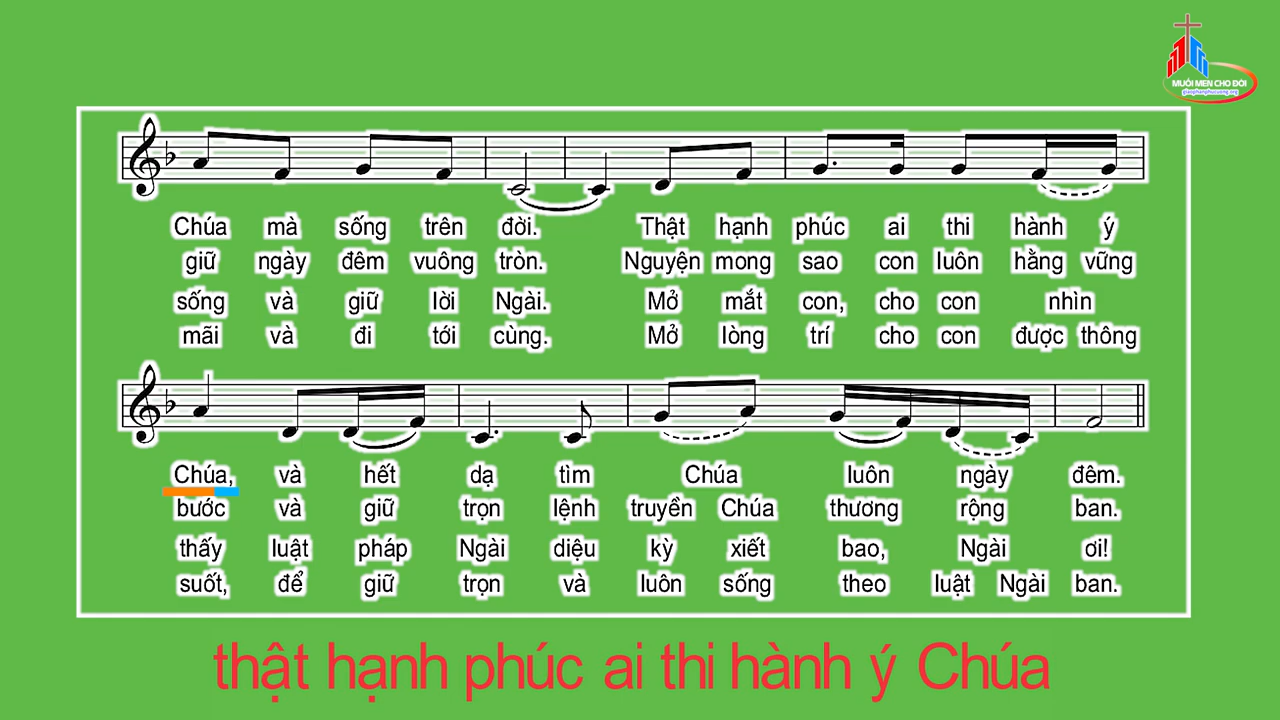 MUỐI MEN CHO ĐỜI
giaophanphucuong.org
Chúa mà sống trên đời. Thật hạnh phúc ai thi hành ý
giữ ngày đêm vuông tròn. Nguyện mong sao con luôn hằng vững
sống và giữ lời Ngài. Mở mắt con, cho con nhìn
mãi và đi tới cùng. Mở lòng trí cho con được thông
Chúa, và hết dạ tìm Chúa luôn ngày đêm.
bước và giữ trọn lệnh truyền Chúa thương rộng ban.
thấy luật pháp Ngài diệu kỳ xiết bao, Ngài ơi!
suốt, để giữ trọn và luôn sống theo luật Ngài ban.
thật hạnh phúc ai thi hành ý Chúa